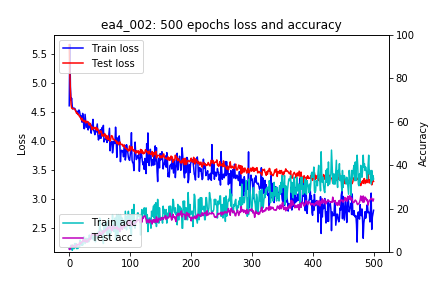 ea4_002: 500 epochs loss and accuracy
Train loss
Test loss
Train acc
Test acc
Loss
Accuracy
5.5
5.0
4.5
4.0
3.5
3.0
2.5
100
80
60
40
20
0
0
100
200
300
400
500